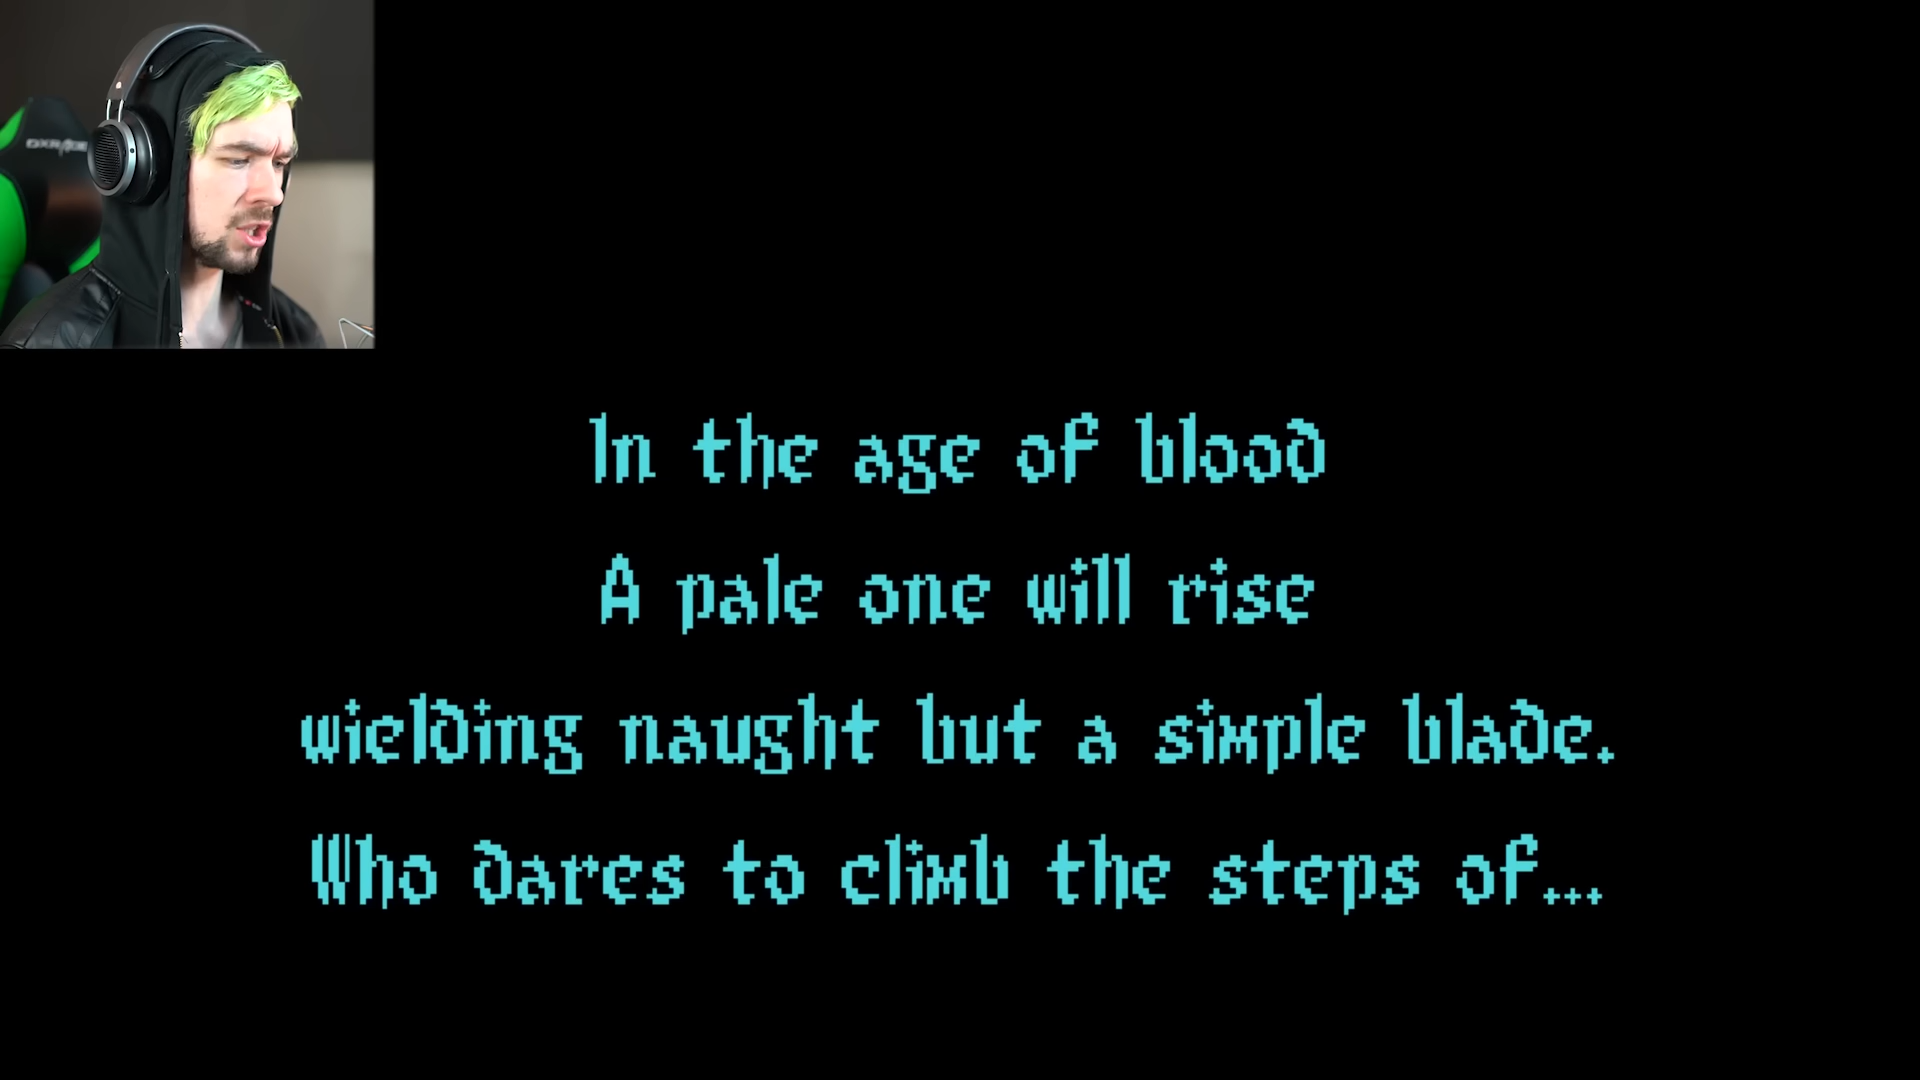 In the age of blood
A pale one will rise
wielding naught but a simple blade.
Who dares to climb the steps of...